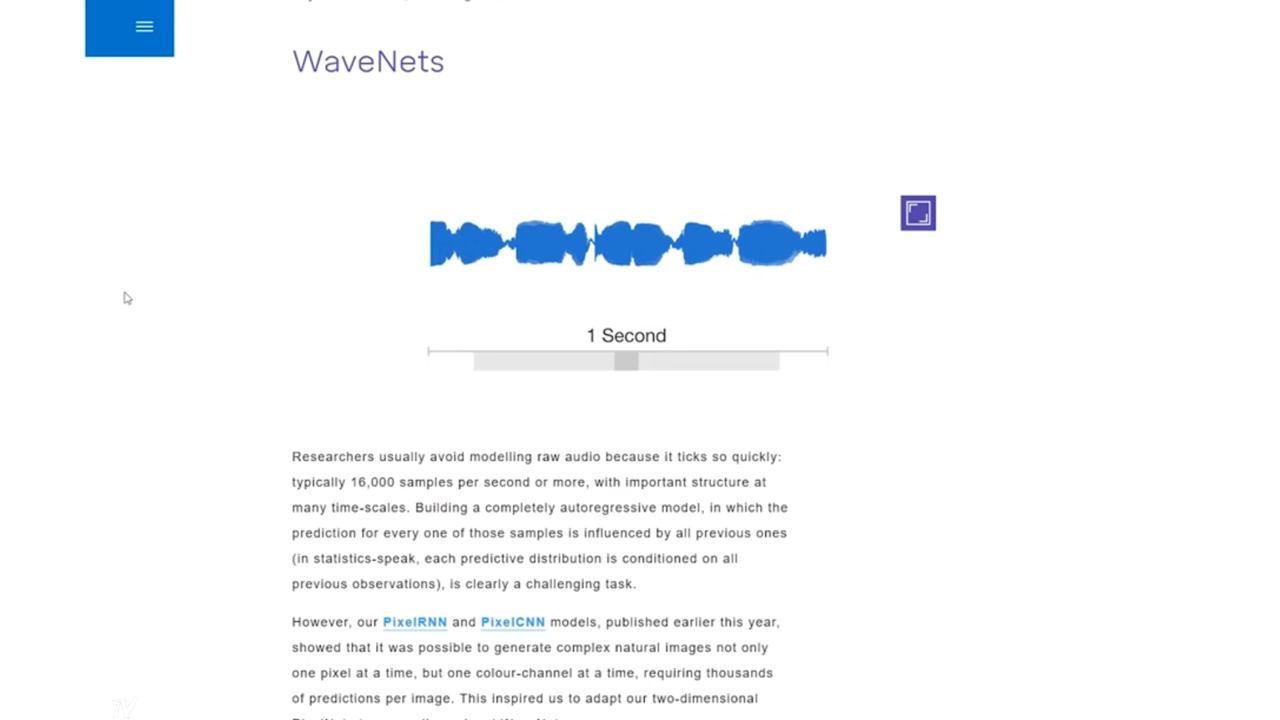 WaveNets
1 Second
Researchers usually avoid modelling raw audio because it ticks so quickly:
typically 16,000 samples per second or more, with important structure at
many time-scales. Building a completely autoregressive model, in which the
prediction for every one of those samples is influenced by all previous ones
(in statistics-speak, each predictive distribution is conditioned on all
previous observations), is clearly a challenging task.
However, our PixelRNN and PixelCNN models, published earlier this year,
showed that it was possible to generate complex natural images not only
one pixel at a time, but one colour-channel at a time, requiring thousands
of predictions per image. This inspired us to adapt our two-dimensional